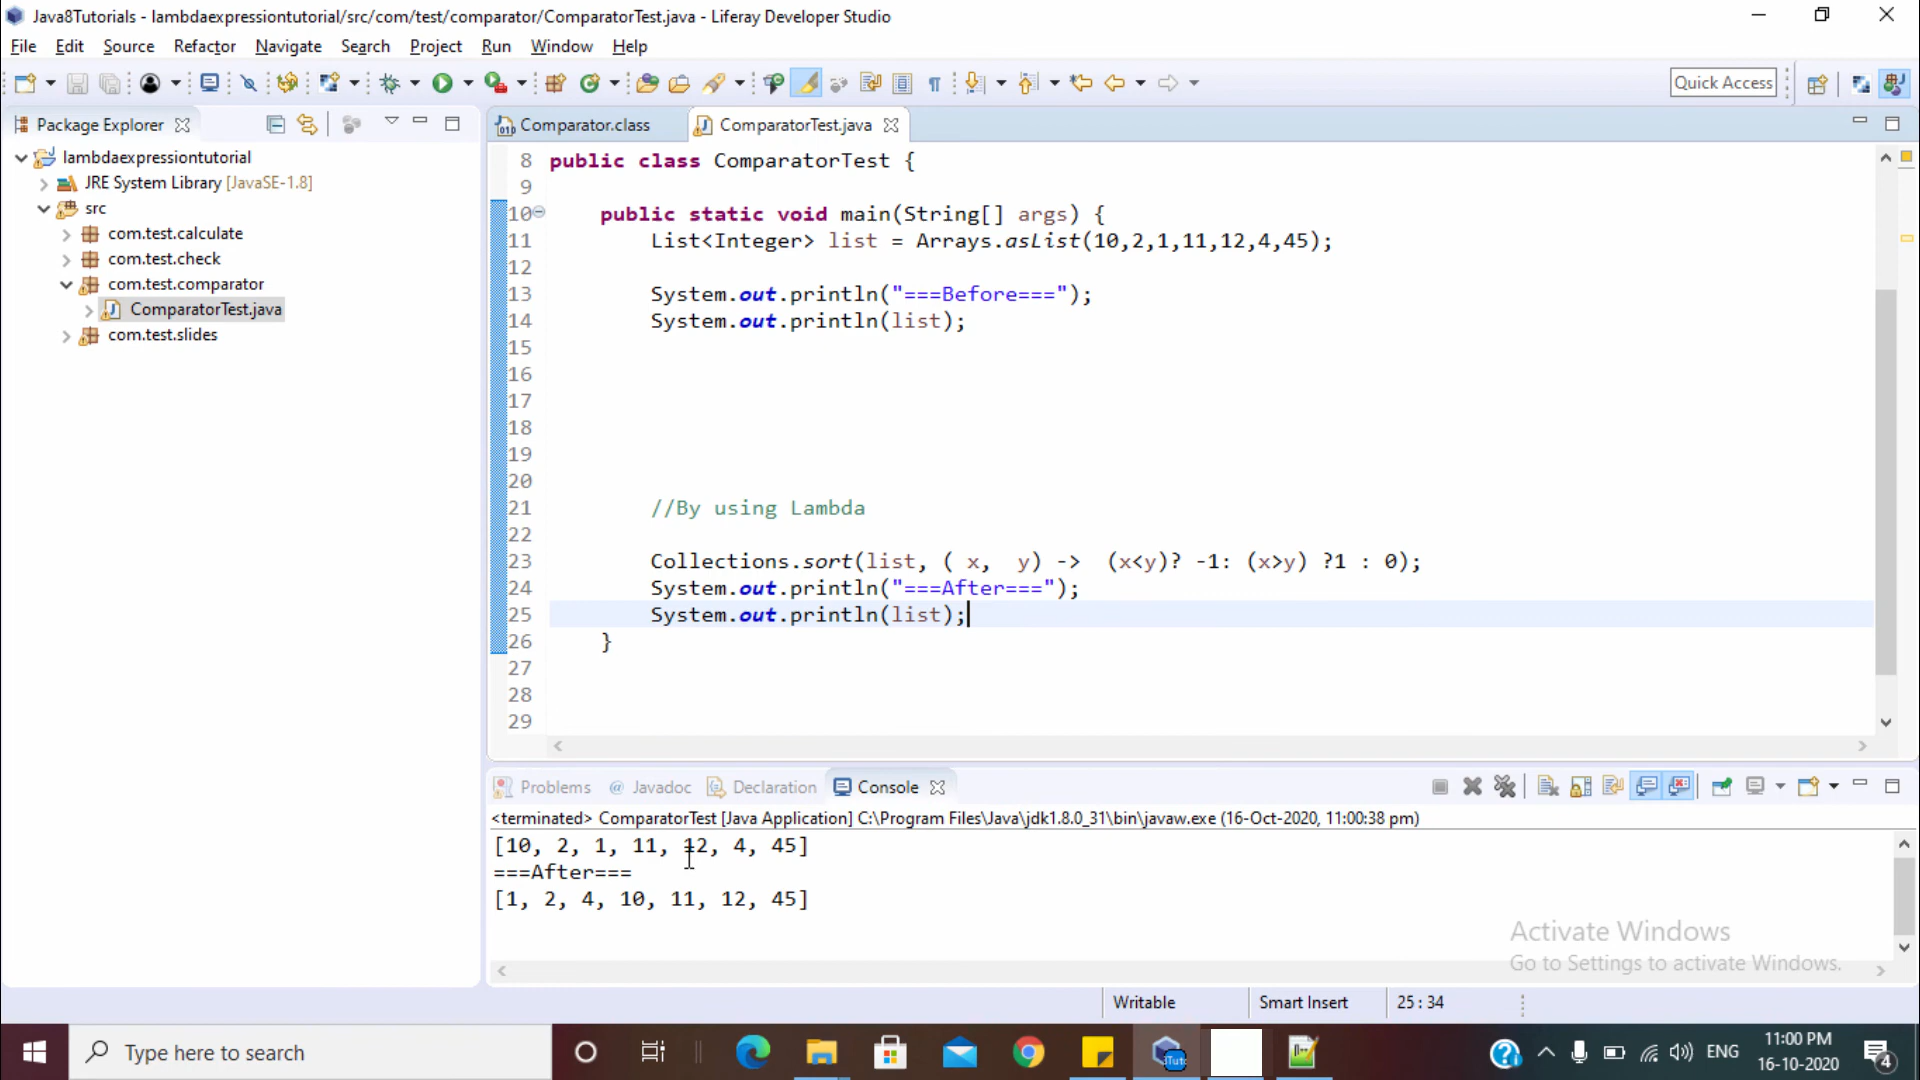 Java8Tutorials - lambdaexpressiontutorial/src/com/test/comparator/ComparatorTest.java - Liferay Developer Studio
File Edit Source Refactor Navigate Search Project Run Window Help
Quick Access
Package Explorer
lambdaexpressiontutorial
JRE System Library [JavaSE-1.8]
src
com.test.calculate
com.test.check
com.test.comparator
ComparatorTest.java
com.test.slides
Comparator.class ComparatorTest.java
8 public class ComparatorTest {
9
10 public static void main(String[] args) {
11 List<Integer> list = Arrays.asList(10,2,1,11,12,4,45);
12
13 System.out.println("===Before===");
14 System.out.println(list);
15
16
17
18
19
20
21 //By using Lambda
22
23 Collections.sort(list, ( x,  y) ->  (x<y)? -1: (x>y) ?1 : 0);
24 System.out.println("===After===");
25 System.out.println(list);
26 }
27
28
29
Problems @ Javadoc Declaration Console
<terminated> ComparatorTest [Java Application] C:\Program Files\Java\jdk1.8.0_31\bin\javaw.exe (16-Oct-2020, 11:00:38 pm)
[10, 2, 1, 11, 12, 4, 45]
===After===
[1, 2, 4, 10, 11, 12, 45]
Activate Windows
Go to Settings to activate Windows.
Writable Smart Insert 25 : 34
Type here to search
ENG
11:00 PM
16-10-2020
4